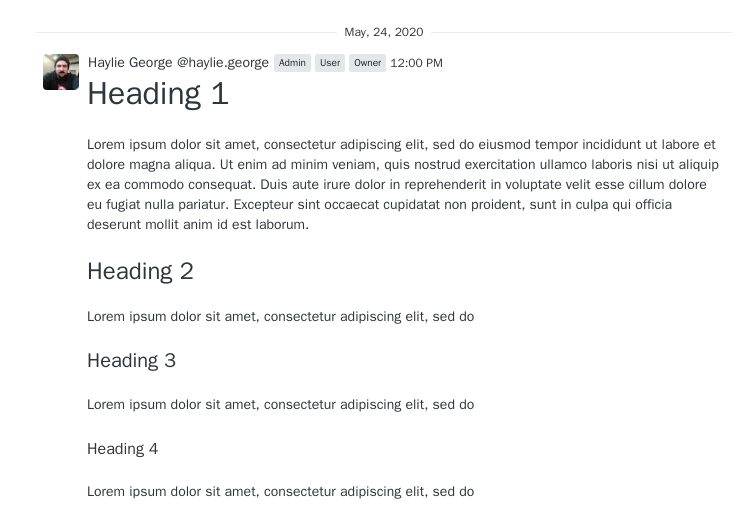 May, 24, 2020
Haylie George @haylie.george Admin User Owner 12:00 PM
Heading 1
Lorem ipsum dolor sit amet, consectetur adipiscing elit, sed do eiusmod tempor incididunt ut labore et
dolore magna aliqua. Ut enim ad minim veniam, quis nostrud exercitation ullamco laboris nisi ut aliquip
ex ea commodo consequat. Duis aute irure dolor in reprehenderit in voluptate velit esse cillum dolore
eu fugiat nulla pariatur. Excepteur sint occaecat cupidatat non proident, sunt in culpa qui officia
deserunt mollit anim id est laborum.
Heading 2
Lorem ipsum dolor sit amet, consectetur adipiscing elit, sed do
Heading 3
Lorem ipsum dolor sit amet, consectetur adipiscing elit, sed do
Heading 4
Lorem ipsum dolor sit amet, consectetur adipiscing elit, sed do